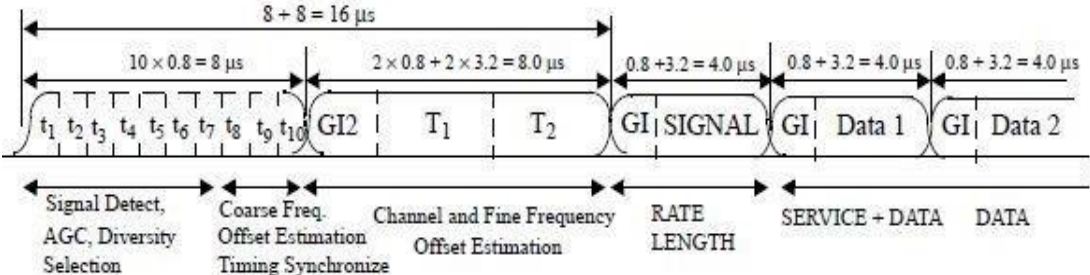 8 + 8 = 16 μs
10 × 0.8 = 8 μs 2 × 0.8 + 2 × 3.2 = 8.0 μs 0.8 +3.2 = 4.0 μs 0.8 + 3.2 = 4.0 μs 0.8 + 3.2 = 4.0 μs
t1 t2 t3 t4 t5 t6 t7 t8 t9 t10 GI2 T1 T2 GI SIGNAL GI Data 1 GI Data 2
Signal Detect,
AGC, Diversity
Selection
Coarse Freq.
Offset Estimation
Timing Synchronize
Channel and Fine Frequency
Offset Estimation
RATE
LENGTH
SERVICE + DATA DATA